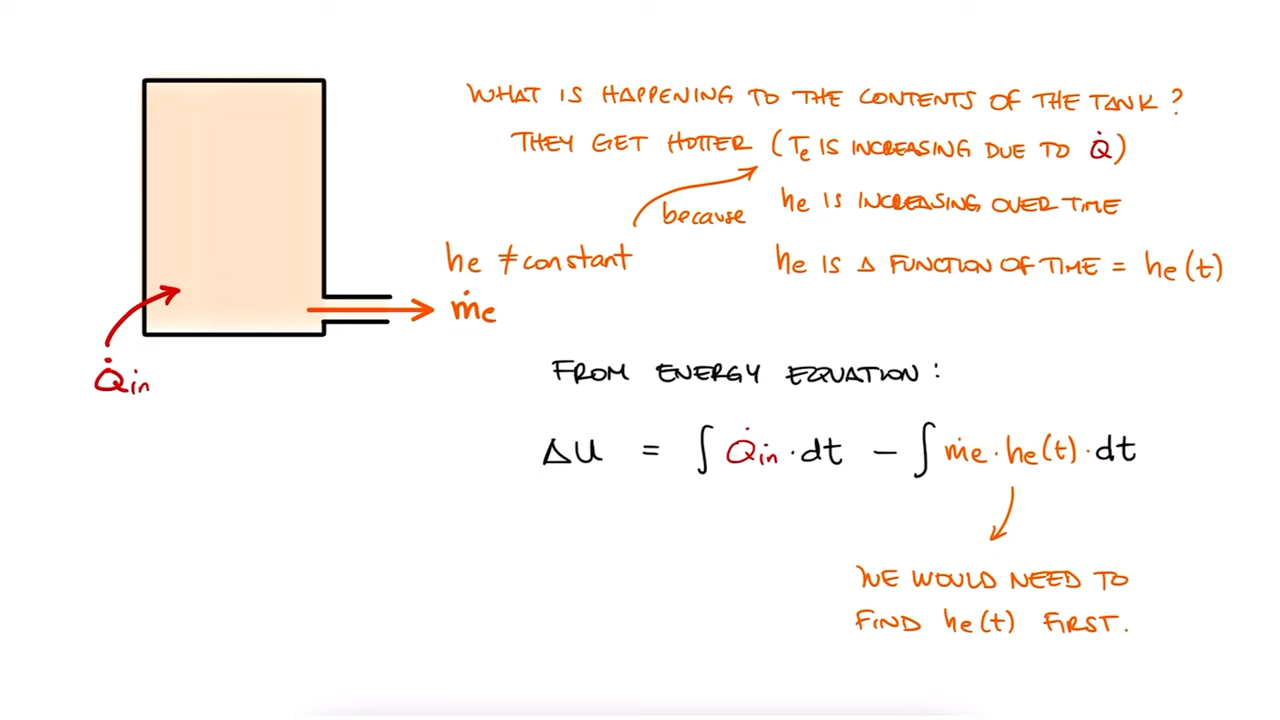 WHAT IS HAPPENING TO THE CONTENTS OF THE TANK?
THEY GET HOTTER (Te IS INCREASING DUE TO Q̇)
because
he IS INCREASING OVER TIME
he ≠ constant
he IS A FUNCTION OF TIME = he(t)
ṁe
Q̇in
FROM ENERGY EQUATION:
ΔU = ∫ Q̇in · dt − ∫ ṁe · he(t) · dt
WE WOULD NEED TO
FIND he(t) FIRST.